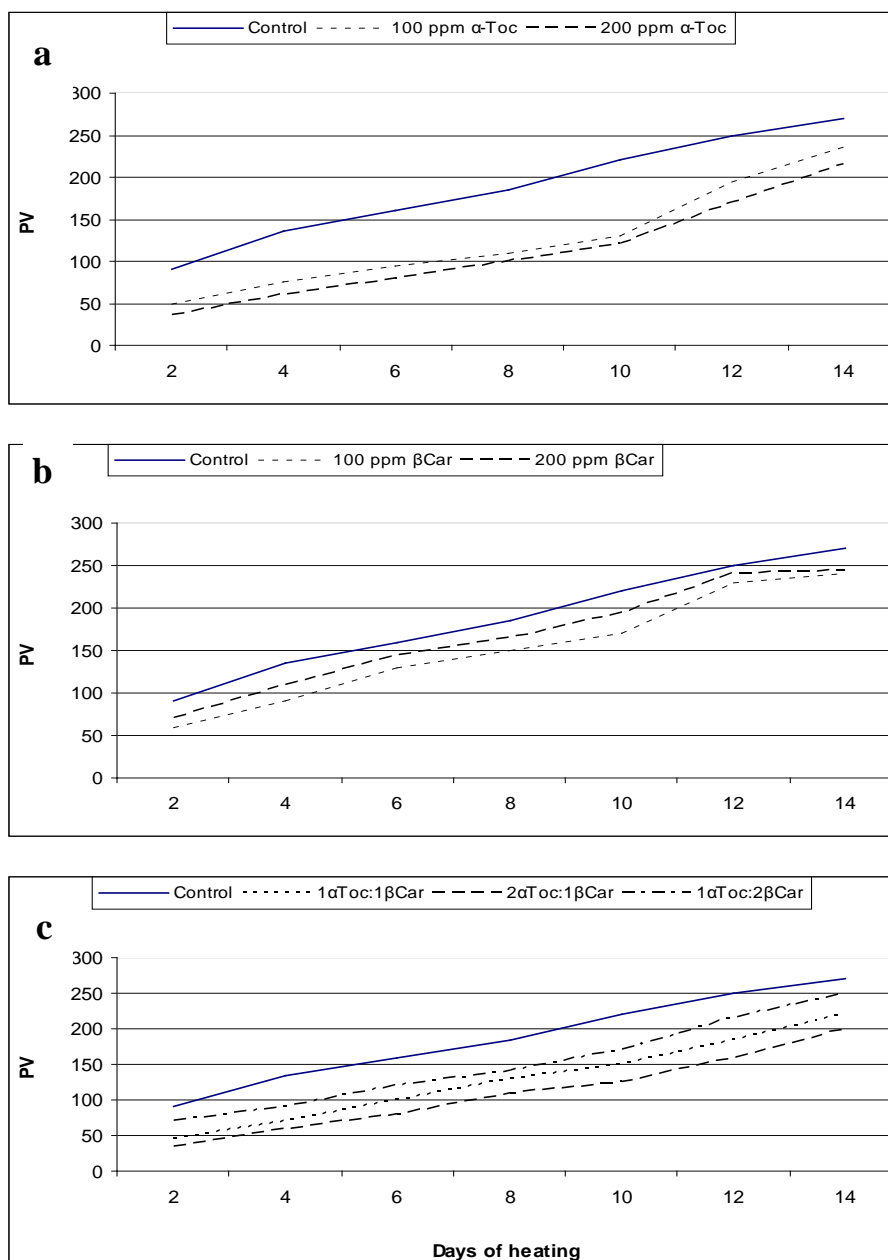 Control 100 ppm α-Toc 200 ppm α-Toc
a
300
250
200
150
100
50
0
PV
2 4 6 8 10 12 14
Control 100 ppm βCar 200 ppm βCar
b
300
250
200
150
100
50
0
PV
2 4 6 8 10 12 14
Control 1αToc:1βCar 2αToc:1βCar 1αToc:2βCar
c
300
250
200
150
100
50
0
PV
2 4 6 8 10 12 14
Days of heating